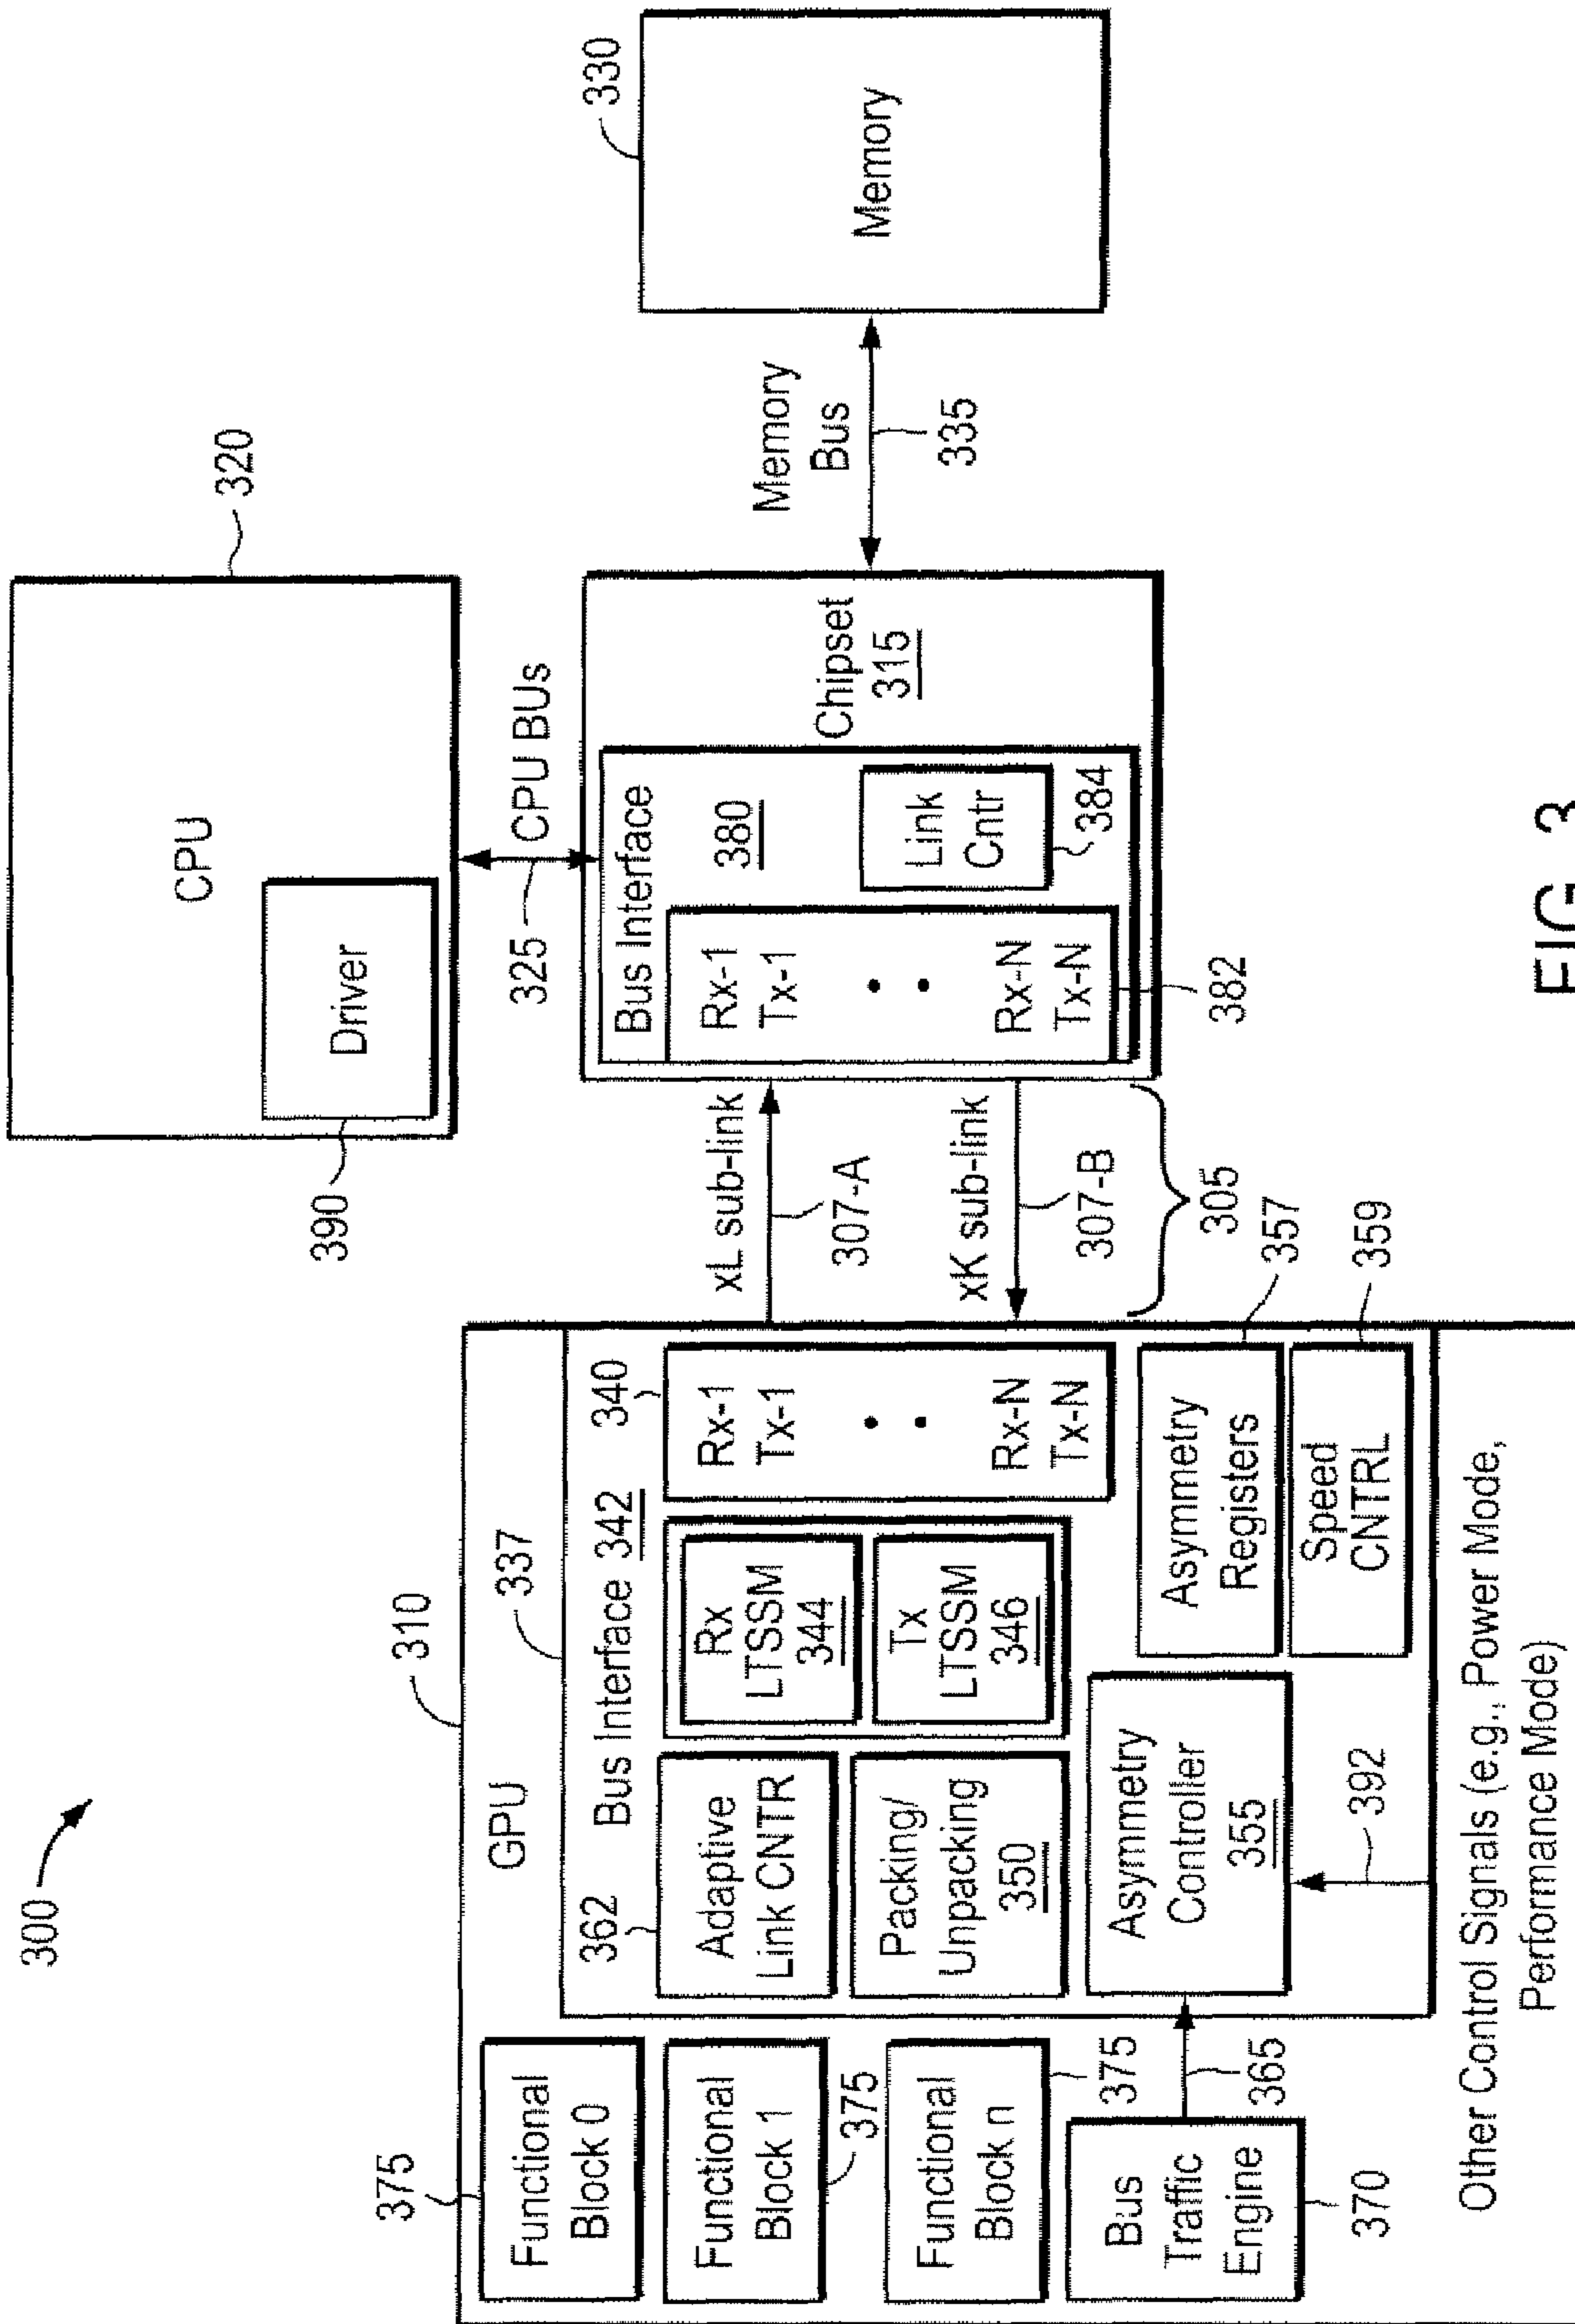 300
310
GPU
337
Bus Interface 342
340
362
Adaptive
Link CNTR
Rx
LTSSM
344
Tx
LTSSM
346
Packing/
Unpacking
350
Rx-1
Tx-1
Rx-N
Tx-N
Asymmetry
Controller
355
Asymmetry
Registers
357
Speed
CNTRL
359
392
365
375
Functional
Block 0
Functional
Block 1
375
Functional
Block n
375
Bus
Traffic
Engine
370
Other Control Signals (e.g., Power Mode,
Performance Mode)
xL sub-link
307-A
xK sub-link
307-B
305
CPU
320
Driver
390
325
CPU BUs
Bus Interface
380
Rx-1
Tx-1
Rx-N
Tx-N
382
Link
Cntr
384
Chipset
315
Memory
Bus
335
Memory
330
FIG. 3